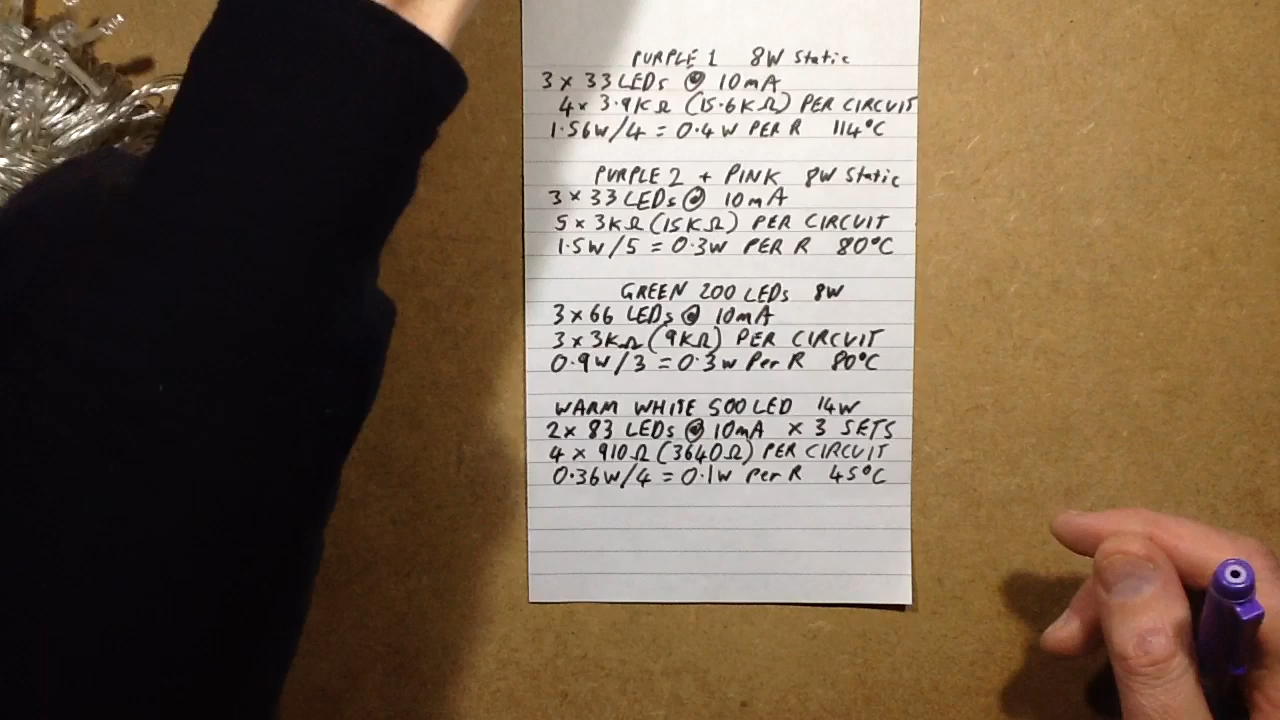 PURPLE 1 8W Static
3 x 33 LEDs @ 10mA
4 x 3.9KΩ (15.6KΩ) PER CIRCUIT
1.56W/4 = 0.4W PER R 114°C
PURPLE 2 + PINK 8W Static
3 x 33 LEDs @ 10mA
5 x 3KΩ (15KΩ) PER CIRCUIT
1.5W/5 = 0.3W PER R 80°C
GREEN 200 LEDs 8W
3 x 66 LEDs @ 10mA
3 x 3KΩ (9KΩ) PER CIRCUIT
0.9W/3 = 0.3W Per R 80°C
WARM WHITE 500 LED 14W
2 x 83 LEDs @ 10mA x 3 SETS
4 x 910Ω (3640Ω) PER CIRCUIT
0.36W/4 = 0.1W Per R 45°C